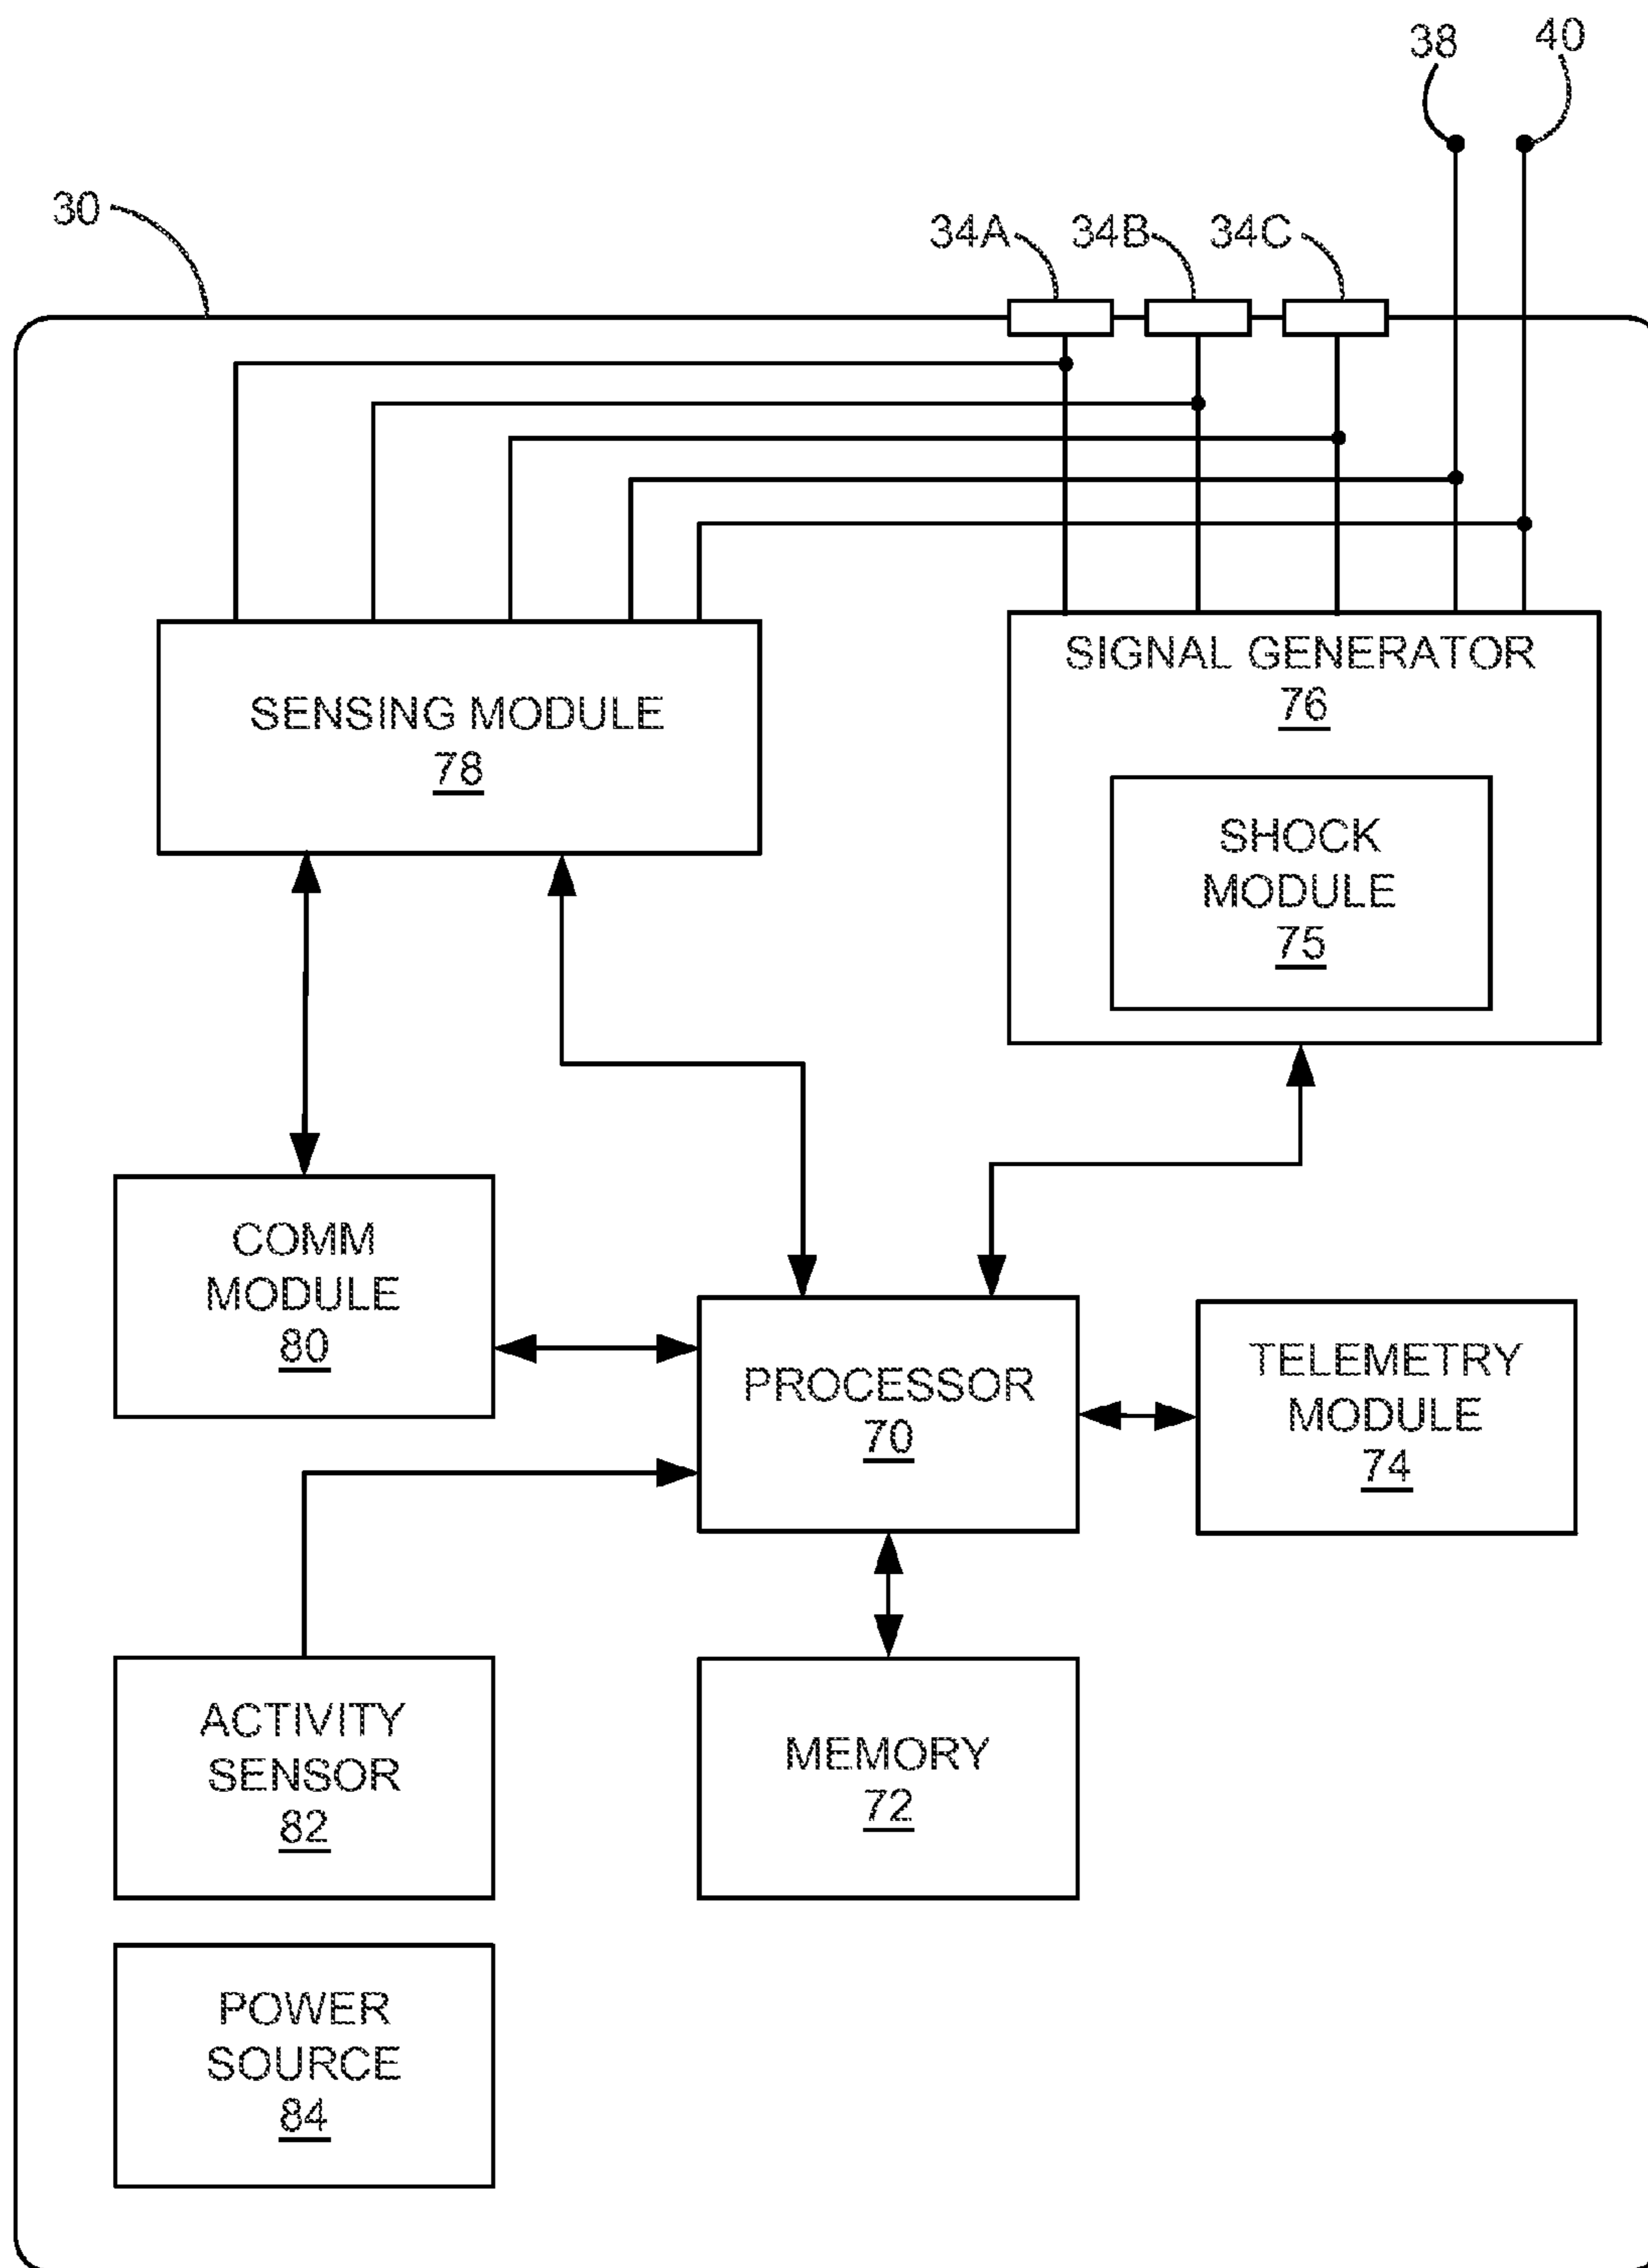 38
40
30
34A
34B
34C
SIGNAL GENERATOR
76
SENSING MODULE
78
SHOCK
MODULE
75
COMM
MODULE
80
PROCESSOR
70
TELEMETRY
MODULE
74
ACTIVITY
SENSOR
82
MEMORY
72
POWER
SOURCE
84